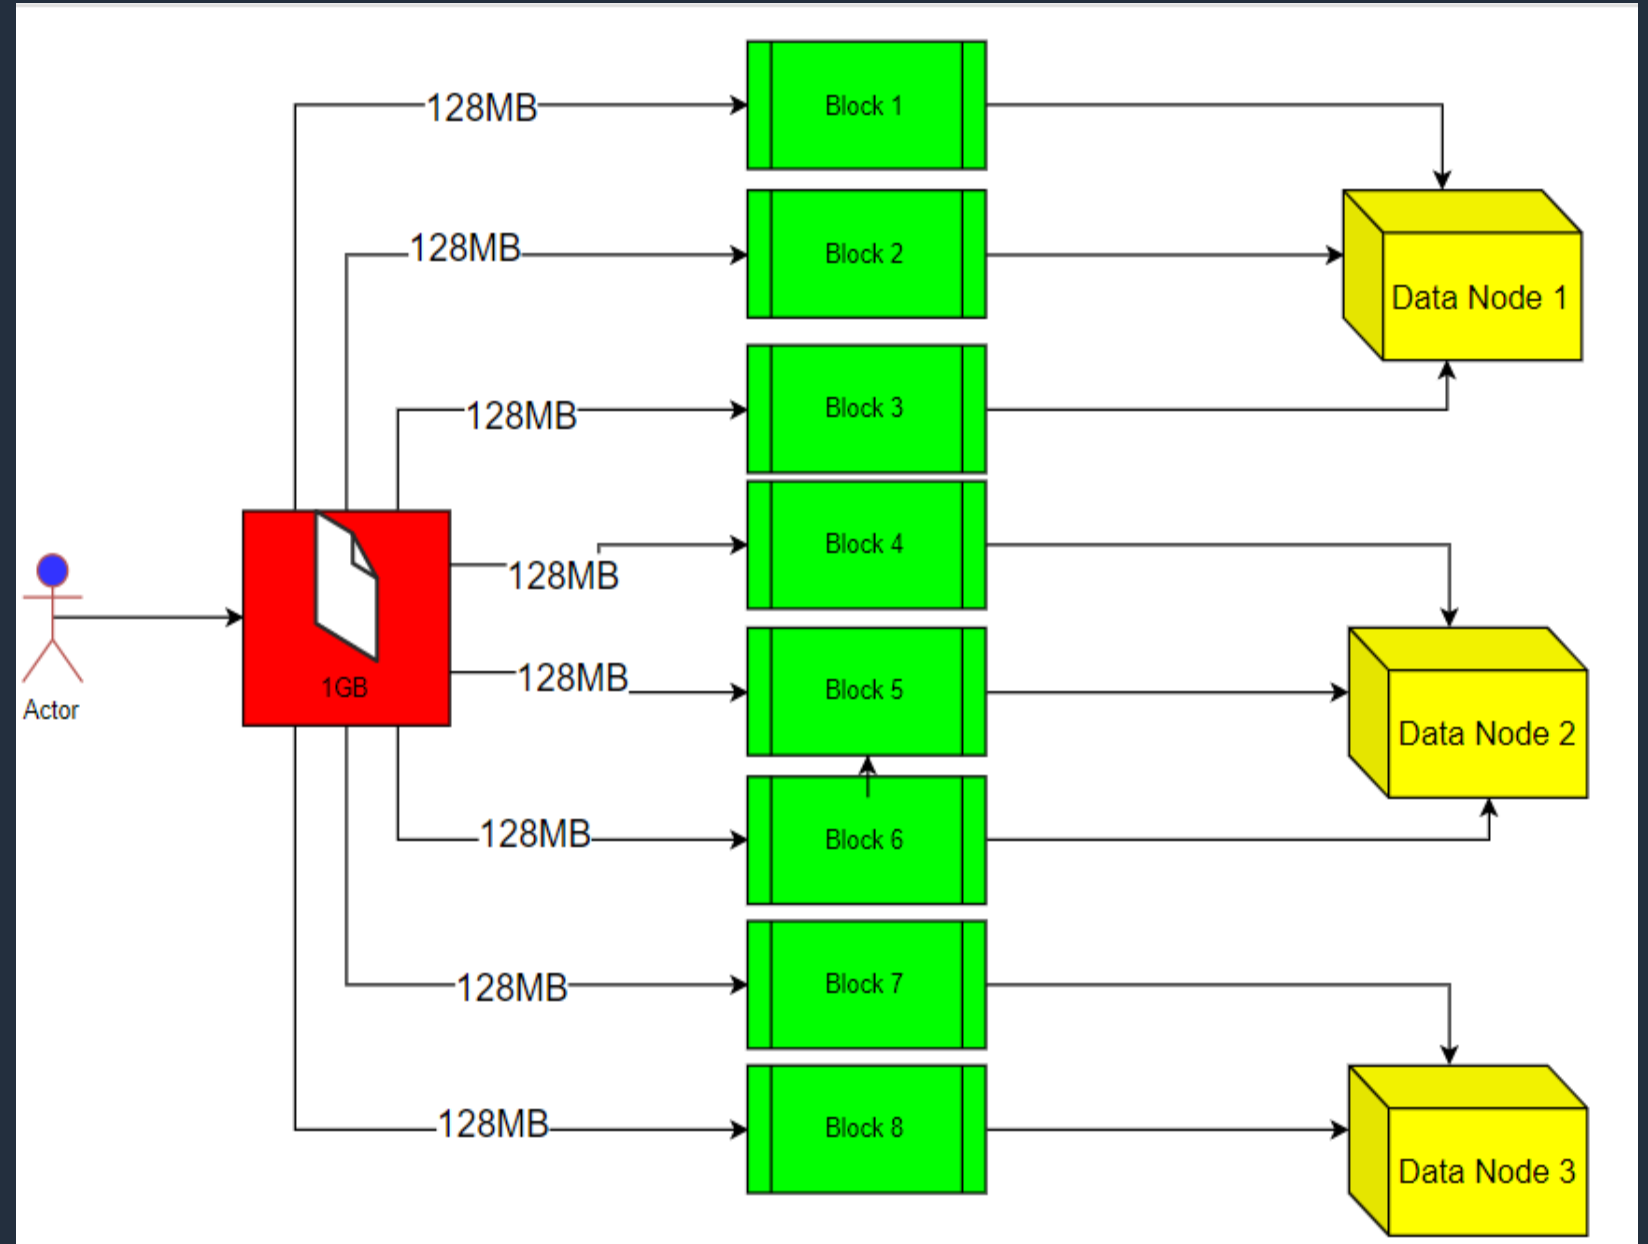 128MB
Block 1
128MB
Block 2
Data Node 1
128MB
Block 3
128MB
Block 4
128MB
Block 5
1GB
Actor
Data Node 2
128MB
Block 6
128MB
Block 7
128MB
Block 8
Data Node 3